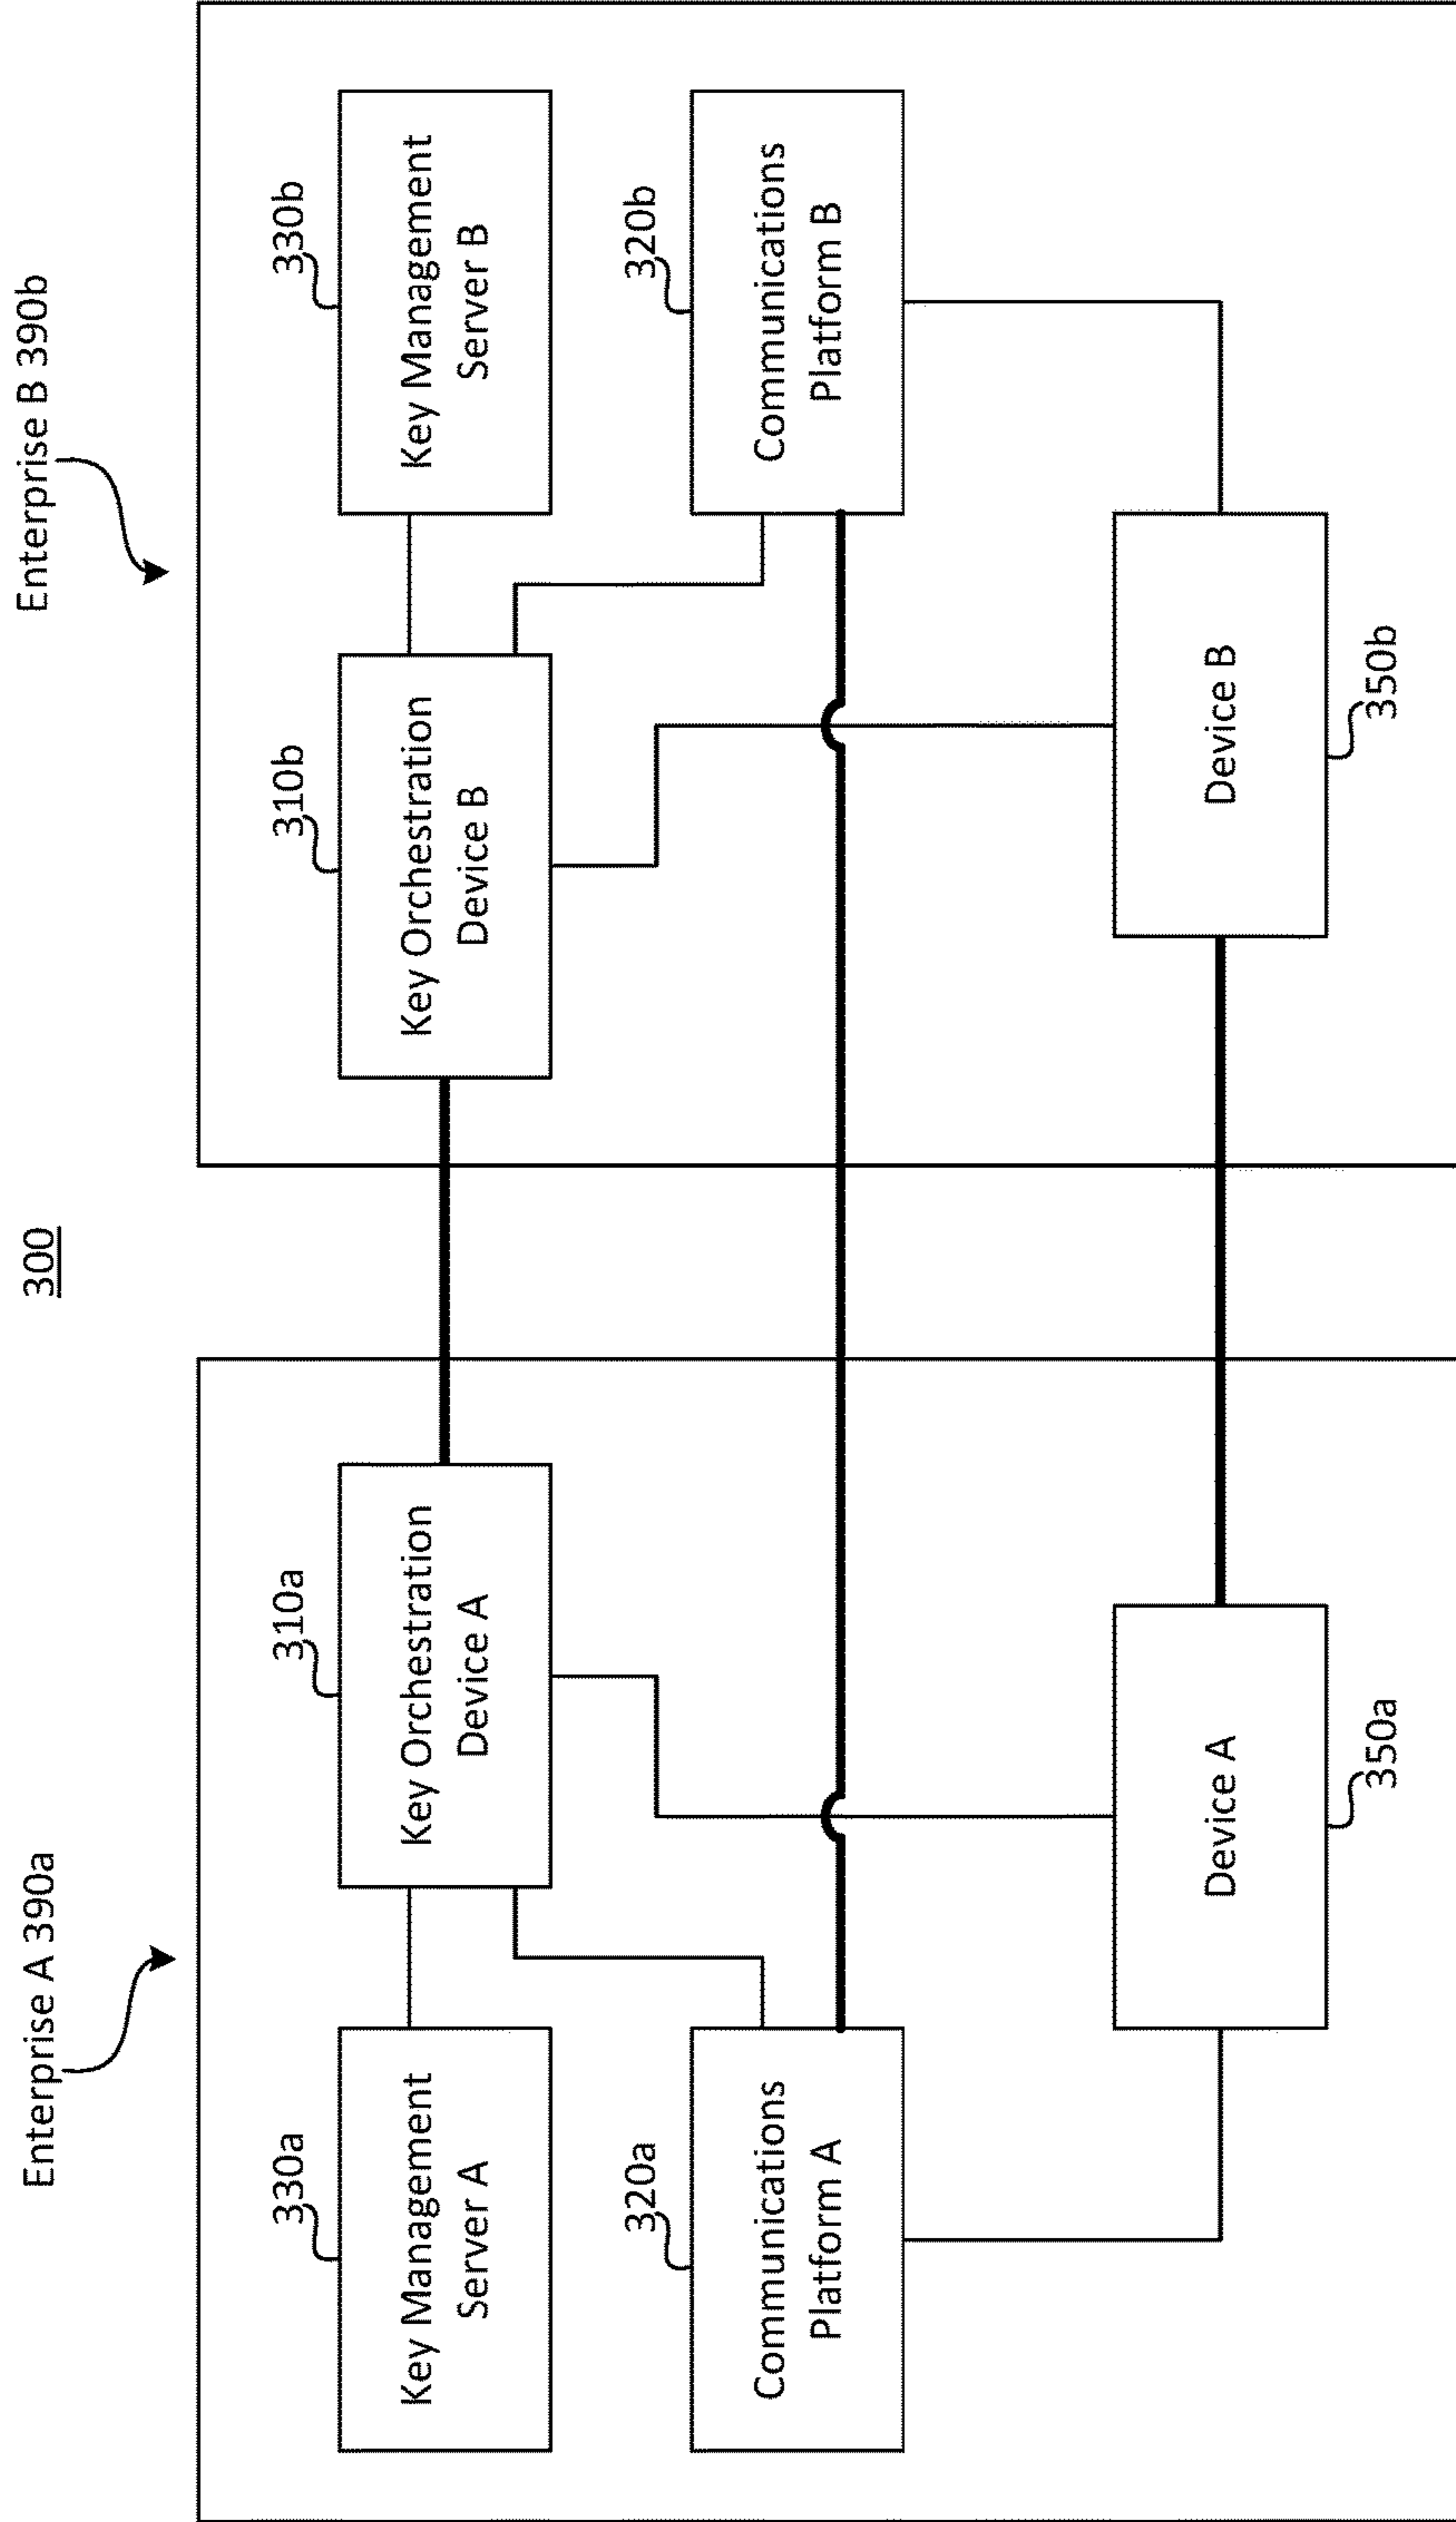 300
Enterprise A 390a
Enterprise B 390b
330a
Key Management
Server A
310a
Key Orchestration
Device A
310b
Key Orchestration
Device B
330b
Key Management
Server B
320a
Communications
Platform A
320b
Communications
Platform B
Device A
350a
Device B
350b